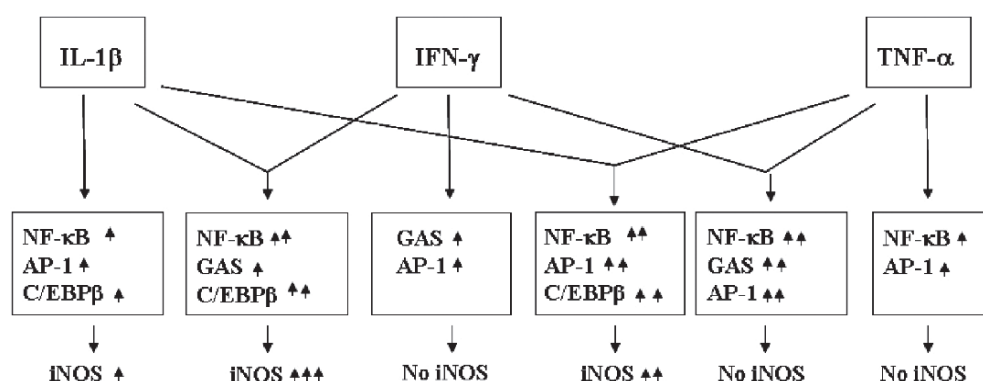 IL-1β
IFN-γ
TNF-α
NF-κB
AP-1
C/EBPβ
NF-κB
GAS
C/EBPβ
GAS
AP-1
NF-κB
AP-1
C/EBPβ
NF-κB
GAS
AP-1
NF-κB
AP-1
iNOS
iNOS
No iNOS
iNOS
No iNOS
No iNOS